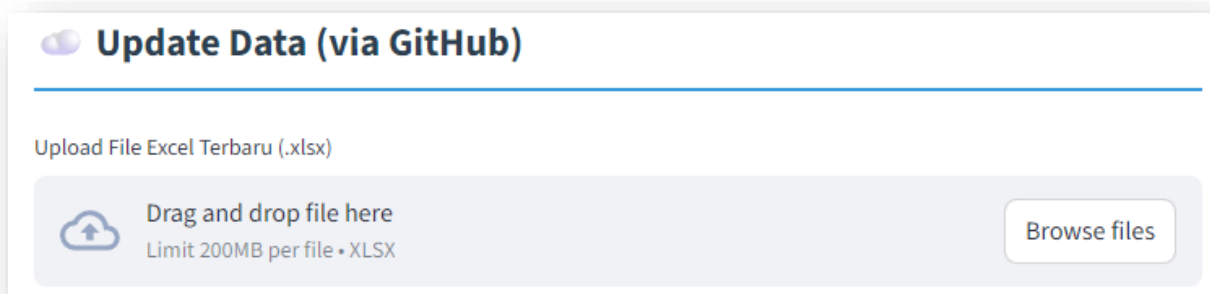 Update Data (via GitHub)
Upload File Excel Terbaru (.xlsx)
Drag and drop file here
Limit 200MB per file • XLSX
Browse files